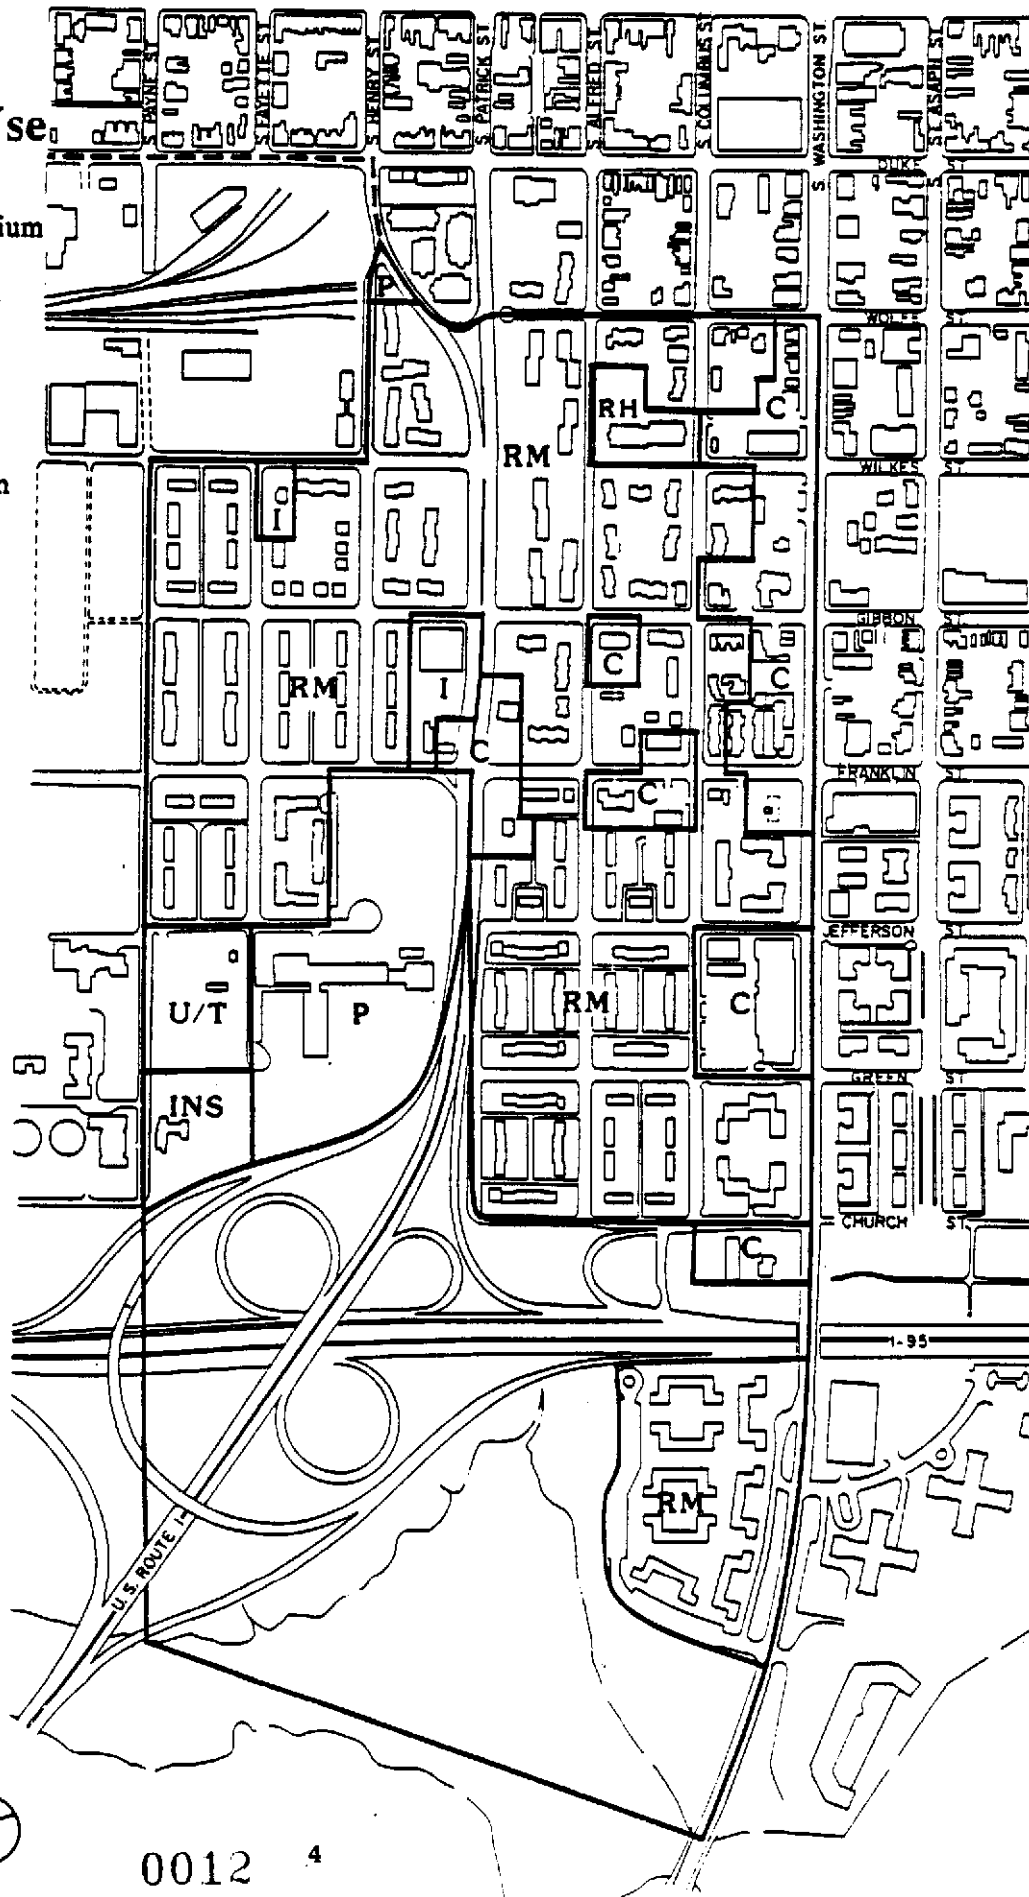 S. PAYNE ST.
S. FAYETTE ST.
S. HENRY ST.
S. PATRICK ST.
S. ALFRED ST.
S. COLUMBUS ST.
S. WASHINGTON ST.
S. ST. ASAPH ST.
DUKE ST.
P
WOLFE ST.
RH
C
RM
WILKES ST.
I
GIBBON ST.
C
RM
I
C
C
FRANKLIN ST.
C
JEFFERSON ST.
U/T
P
RM
C
GREEN ST
INS
CHURCH ST.
C
I-95
RM
U.S. ROUTE 1
0012 4